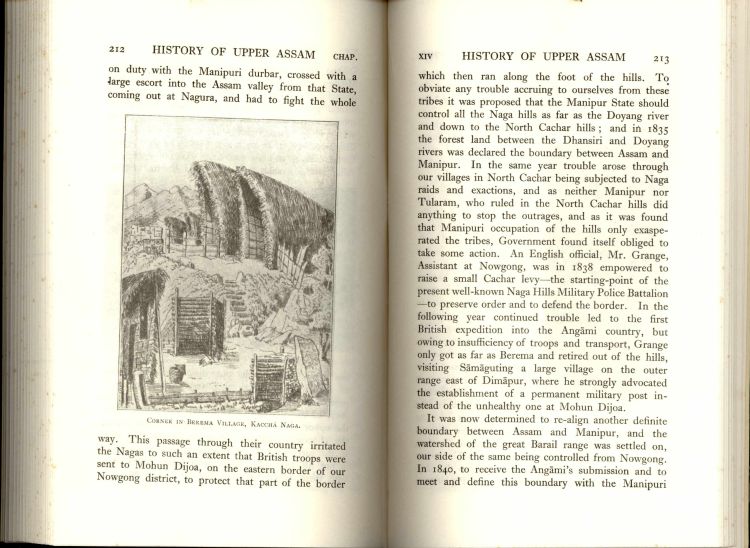 212 HISTORY OF UPPER ASSAM CHAP.
on duty with the Manipuri durbar, crossed with a
large escort into the Assam valley from that State,
coming out at Nagura, and had to fight the whole
CORNER IN BEREMA VILLAGE, KACCHÁ NAGA.
way. This passage through their country irritated
the Nagas to such an extent that British troops were
sent to Mohun Dijoa, on the eastern border of our
Nowgong district, to protect that part of the border
XIV HISTORY OF UPPER ASSAM 213
which then ran along the foot of the hills. To
obviate any trouble accruing to ourselves from these
tribes it was proposed that the Manipur State should
control all the Naga hills as far as the Doyang river
and down to the North Cachar hills; and in 1835
the forest land between the Dhansiri and Doyang
rivers was declared the boundary between Assam and
Manipur. In the same year trouble arose through
our villages in North Cachar being subjected to Naga
raids and exactions, and as neither Manipur nor
Tularam, who ruled in the North Cachar hills did
anything to stop the outrages, and as it was found
that Manipuri occupation of the hills only exaspe-
rated the tribes, Government found itself obliged to
take some action. An English official, Mr. Grange,
Assistant at Nowgong, was in 1838 empowered to
raise a small Cachar levy—the starting-point of the
present well-known Naga Hills Military Police Battalion
—to preserve order and to defend the border. In the
following year continued trouble led to the first
British expedition into the Angāmi country, but
owing to insufficiency of troops and transport, Grange
only got as far as Berema and retired out of the hills,
visiting Sāmāguting a large village on the outer
range east of Dimāpur, where he strongly advocated
the establishment of a permanent military post in-
stead of the unhealthy one at Mohun Dijoa.
It was now determined to re-align another definite
boundary between Assam and Manipur, and the
watershed of the great Barail range was settled on,
our side of the same being controlled from Nowgong.
In 1840, to receive the Angāmi's submission and to
meet and define this boundary with the Manipuri